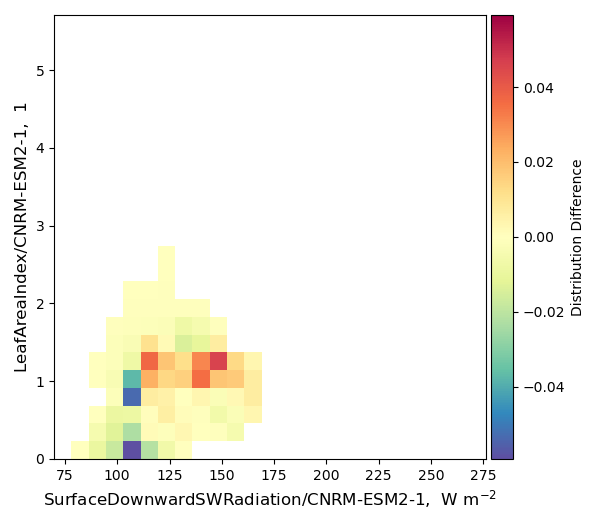 LeafAreaIndex/CNRM-ESM2-1,  1
5
4
3
2
1
0
75 100 125 150 175 200 225 250 275
SurfaceDownwardSWRadiation/CNRM-ESM2-1,  W m⁻²
0.04
0.02
0.00
−0.02
−0.04
Distribution Difference